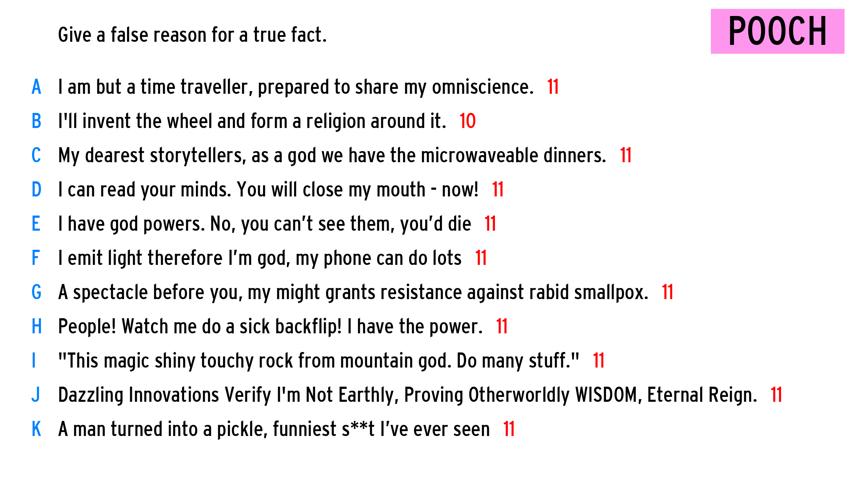 Give a false reason for a true fact.
POOCH
A I am but a time traveller, prepared to share my omniscience. 11
B I'll invent the wheel and form a religion around it. 10
C My dearest storytellers, as a god we have the microwaveable dinners. 11
D I can read your minds. You will close my mouth - now! 11
E I have god powers. No, you can't see them, you'd die 11
F I emit light therefore I'm god, my phone can do lots 11
G A spectacle before you, my might grants resistance against rabid smallpox. 11
H People! Watch me do a sick backflip! I have the power. 11
I "This magic shiny touchy rock from mountain god. Do many stuff." 11
J Dazzling Innovations Verify I'm Not Earthly, Proving Otherworldly WISDOM, Eternal Reign. 11
K A man turned into a pickle, funniest s**t I've ever seen 11